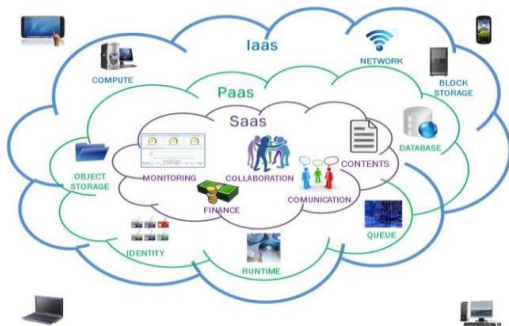 Iaas
NETWORK
COMPUTE
BLOCK
STORAGE
Paas
Saas
DATABASE
OBJECT
STORAGE
MONITORING
COLLABORATION
CONTENTS
FINANCE
COMUNICATION
QUEUE
IDENTITY
RUNTIME